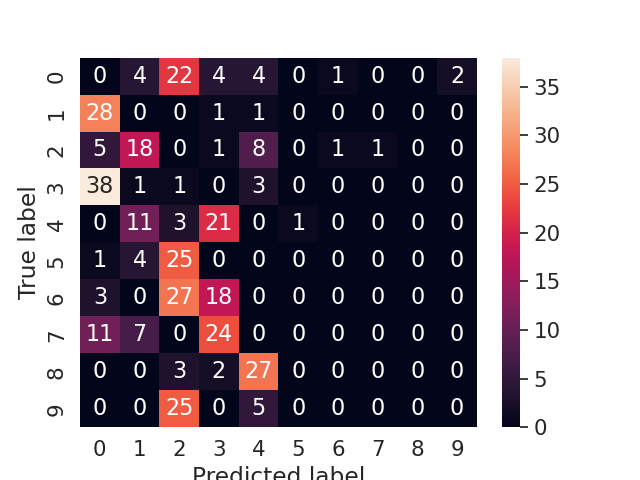 0 0 4 22 4 4 0 1 0 0 2
1 28 0 0 1 1 0 0 0 0 0
2 5 18 0 1 8 0 1 1 0 0
3 38 1 1 0 3 0 0 0 0 0
4 0 11 3 21 0 1 0 0 0 0
5 1 4 25 0 0 0 0 0 0 0
6 3 0 27 18 0 0 0 0 0 0
7 11 7 0 24 0 0 0 0 0 0
8 0 0 3 2 27 0 0 0 0 0
9 0 0 25 0 5 0 0 0 0 0
0 1 2 3 4 5 6 7 8 9
Predicted label
True label
35
30
25
20
15
10
5
0